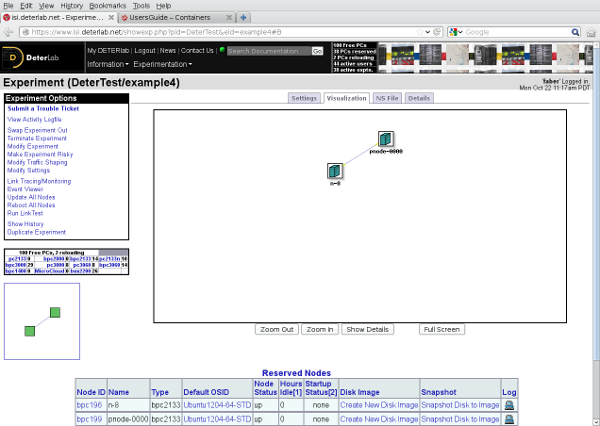 File Edit View History Bookmarks Tools Help
isi.deterlab.net - Experime...
UsersGuide – Containers
https://www.isi.deterlab.net/showexp.php?pid=DeterTest&eid=example4#B
Google
DeterLab
My DETERlab | Logout | News | Contact Us
Search Documentation
Go
Information
Experimentation
100 Free PCs
38 Reserved PCs
2 PCs reloading
44 active users
38 active expts.
Experiment (DeterTest/example4)
'faber' Logged in.
Mon Oct 22 11:17am PDT
Experiment Options
Submit a Trouble Ticket
View Activity Logfile
Swap Experiment Out
Terminate Experiment
Modify Experiment
Make Experiment Risky
Modify Traffic Shaping
Modify Settings
Link Tracing/Monitoring
Event Viewer
Update All Nodes
Reboot All Nodes
Run LinkTest
Show History
Duplicate Experiment
Settings
Visualization
NS File
Details
pnode-0000
n-0
100 Free PCs, 2 reloading
MicroCloud 0
Zoom Out
Zoom In
Show Details
Full Screen
Reserved Nodes
Node ID Name Type Default OSID Node Status Hours Idle[1] Startup Status[2] Disk Image Snapshot Log
bpc196 n-8 bpc2133 Ubuntu1204-64-STD up 0 none Create New Disk Image Snapshot Disk to Image
bpc199 pnode-0000 bpc2133 Ubuntu1204-64-STD up 0 none Create New Disk Image Snapshot Disk to Image